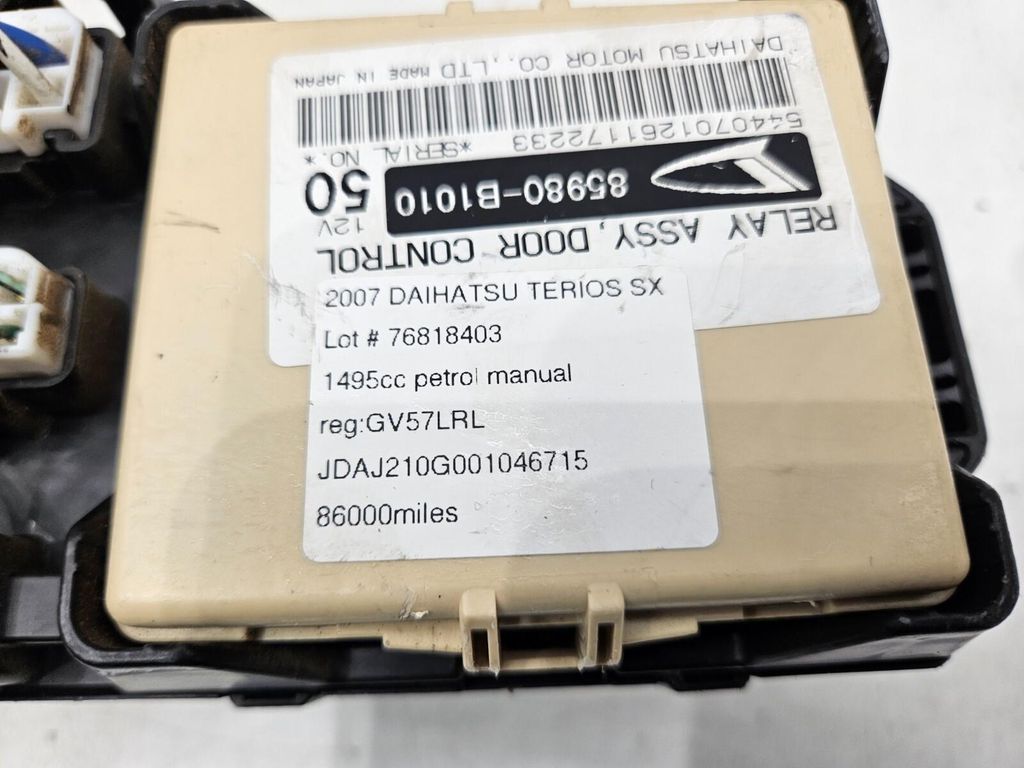 RELAY ASSY, DOOR CONTROL
85980-B1010
12V
50
*SERIAL NO.*
5440701261172233
DAIHATSU MOTOR CO., LTD MADE IN JAPAN
2007 DAIHATSU TERIOS SX
Lot # 76818403
1495cc petrol manual
reg:GV57LRL
JDAJ210G001046715
86000miles